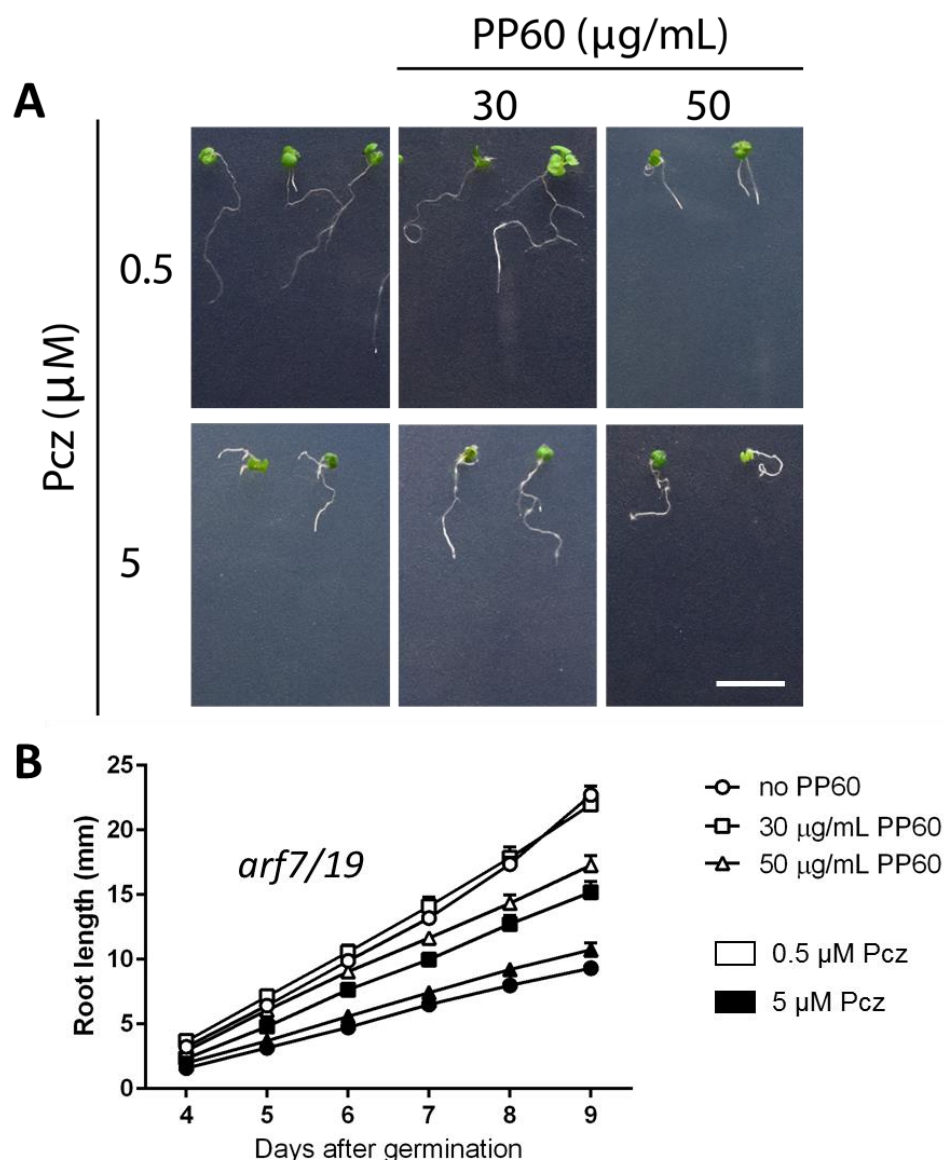 PP60 (µg/mL)
A
30 50
0.5
Pcz (µM)
5
B
25
20
15
10
5
0
Root length (mm)
arf7/19
4 5 6 7 8 9
Days after germination
no PP60
30 µg/mL PP60
50 µg/mL PP60
0.5 µM Pcz
5 µM Pcz